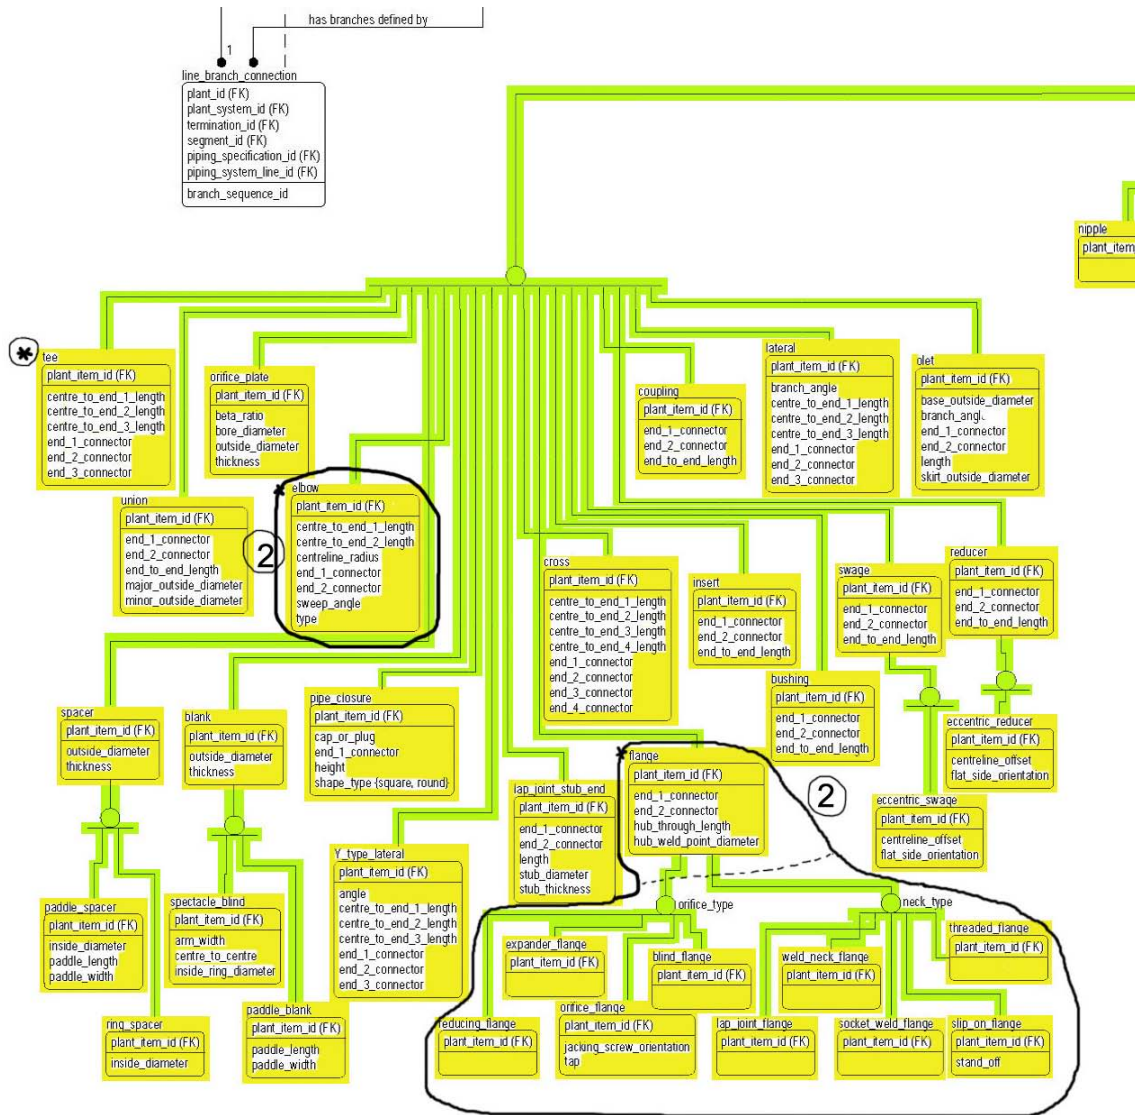 has branches defined by
1
line_branch_connection
plant_id (FK)
plant_system_id (FK)
termination_id (FK)
segment_id (FK)
piping_specification_id (FK)
piping_system_line_id (FK)
branch_sequence_id
nipple
plant_item
*
tee
plant_item_id (FK)
centre_to_end_1_length
centre_to_end_2_length
centre_to_end_3_length
end_1_connector
end_2_connector
end_3_connector
orifice_plate
plant_item_id (FK)
beta_ratio
bore_diameter
outside_diameter
thickness
coupling
plant_item_id (FK)
end_1_connector
end_2_connector
end_to_end_length
lateral
plant_item_id (FK)
branch_angle
centre_to_end_1_length
centre_to_end_2_length
centre_to_end_3_length
end_1_connector
end_2_connector
end_3_connector
olet
plant_item_id (FK)
base_outside_diameter
branch_angl
end_1_connector
end_2_connector
length
skirt_outside_diameter
union
plant_item_id (FK)
end_1_connector
end_2_connector
end_to_end_length
major_outside_diameter
minor_outside_diameter
2
*
elbow
plant_item_id (FK)
centre_to_end_1_length
centre_to_end_2_length
centreline_radius
end_1_connector
end_2_connector
sweep_angle
type
cross
plant_item_id (FK)
centre_to_end_1_length
centre_to_end_2_length
centre_to_end_3_length
centre_to_end_4_length
end_1_connector
end_2_connector
end_3_connector
end_4_connector
insert
plant_item_id (FK)
end_1_connector
end_2_connector
end_to_end_length
swage
plant_item_id (FK)
end_1_connector
end_2_connector
end_to_end_length
reducer
plant_item_id (FK)
end_1_connector
end_2_connector
end_to_end_length
bushing
plant_item_id (FK)
end_1_connector
end_2_connector
end_to_end_length
spacer
plant_item_id (FK)
outside_diameter
thickness
blank
plant_item_id (FK)
outside_diameter
thickness
pipe_closure
plant_item_id (FK)
cap_or_plug
end_1_connector
height
shape_type {square, round}
eccentric_reducer
plant_item_id (FK)
centreline_offset
flat_side_orientation
lap_joint_stub_end
plant_item_id (FK)
end_1_connector
end_2_connector
length
stub_diameter
stub_thickness
*
flange
plant_item_id (FK)
end_1_connector
end_2_connector
hub_through_length
hub_weld_point_diameter
2
eccentric_swage
plant_item_id (FK)
centreline_offset
flat_side_orientation
Y_type_lateral
plant_item_id (FK)
angle
centre_to_end_1_length
centre_to_end_2_length
centre_to_end_3_length
end_1_connector
end_2_connector
end_3_connector
paddle_spacer
plant_item_id (FK)
inside_diameter
paddle_length
paddle_width
spectacle_blind
plant_item_id (FK)
arm_width
centre_to_centre
inside_ring_diameter
orifice_type
neck_type
expander_flange
plant_item_id (FK)
blind_flange
plant_item_id (FK)
weld_neck_flange
plant_item_id (FK)
threaded_flange
plant_item_id (FK)
ring_spacer
plant_item_id (FK)
inside_diameter
paddle_blank
plant_item_id (FK)
paddle_length
paddle_width
reducing_flange
plant_item_id (FK)
orifice_flange
plant_item_id (FK)
jacking_screw_orientation
tap
lap_joint_flange
plant_item_id (FK)
socket_weld_flange
plant_item_id (FK)
slip_on_flange
plant_item_id (FK)
stand_off